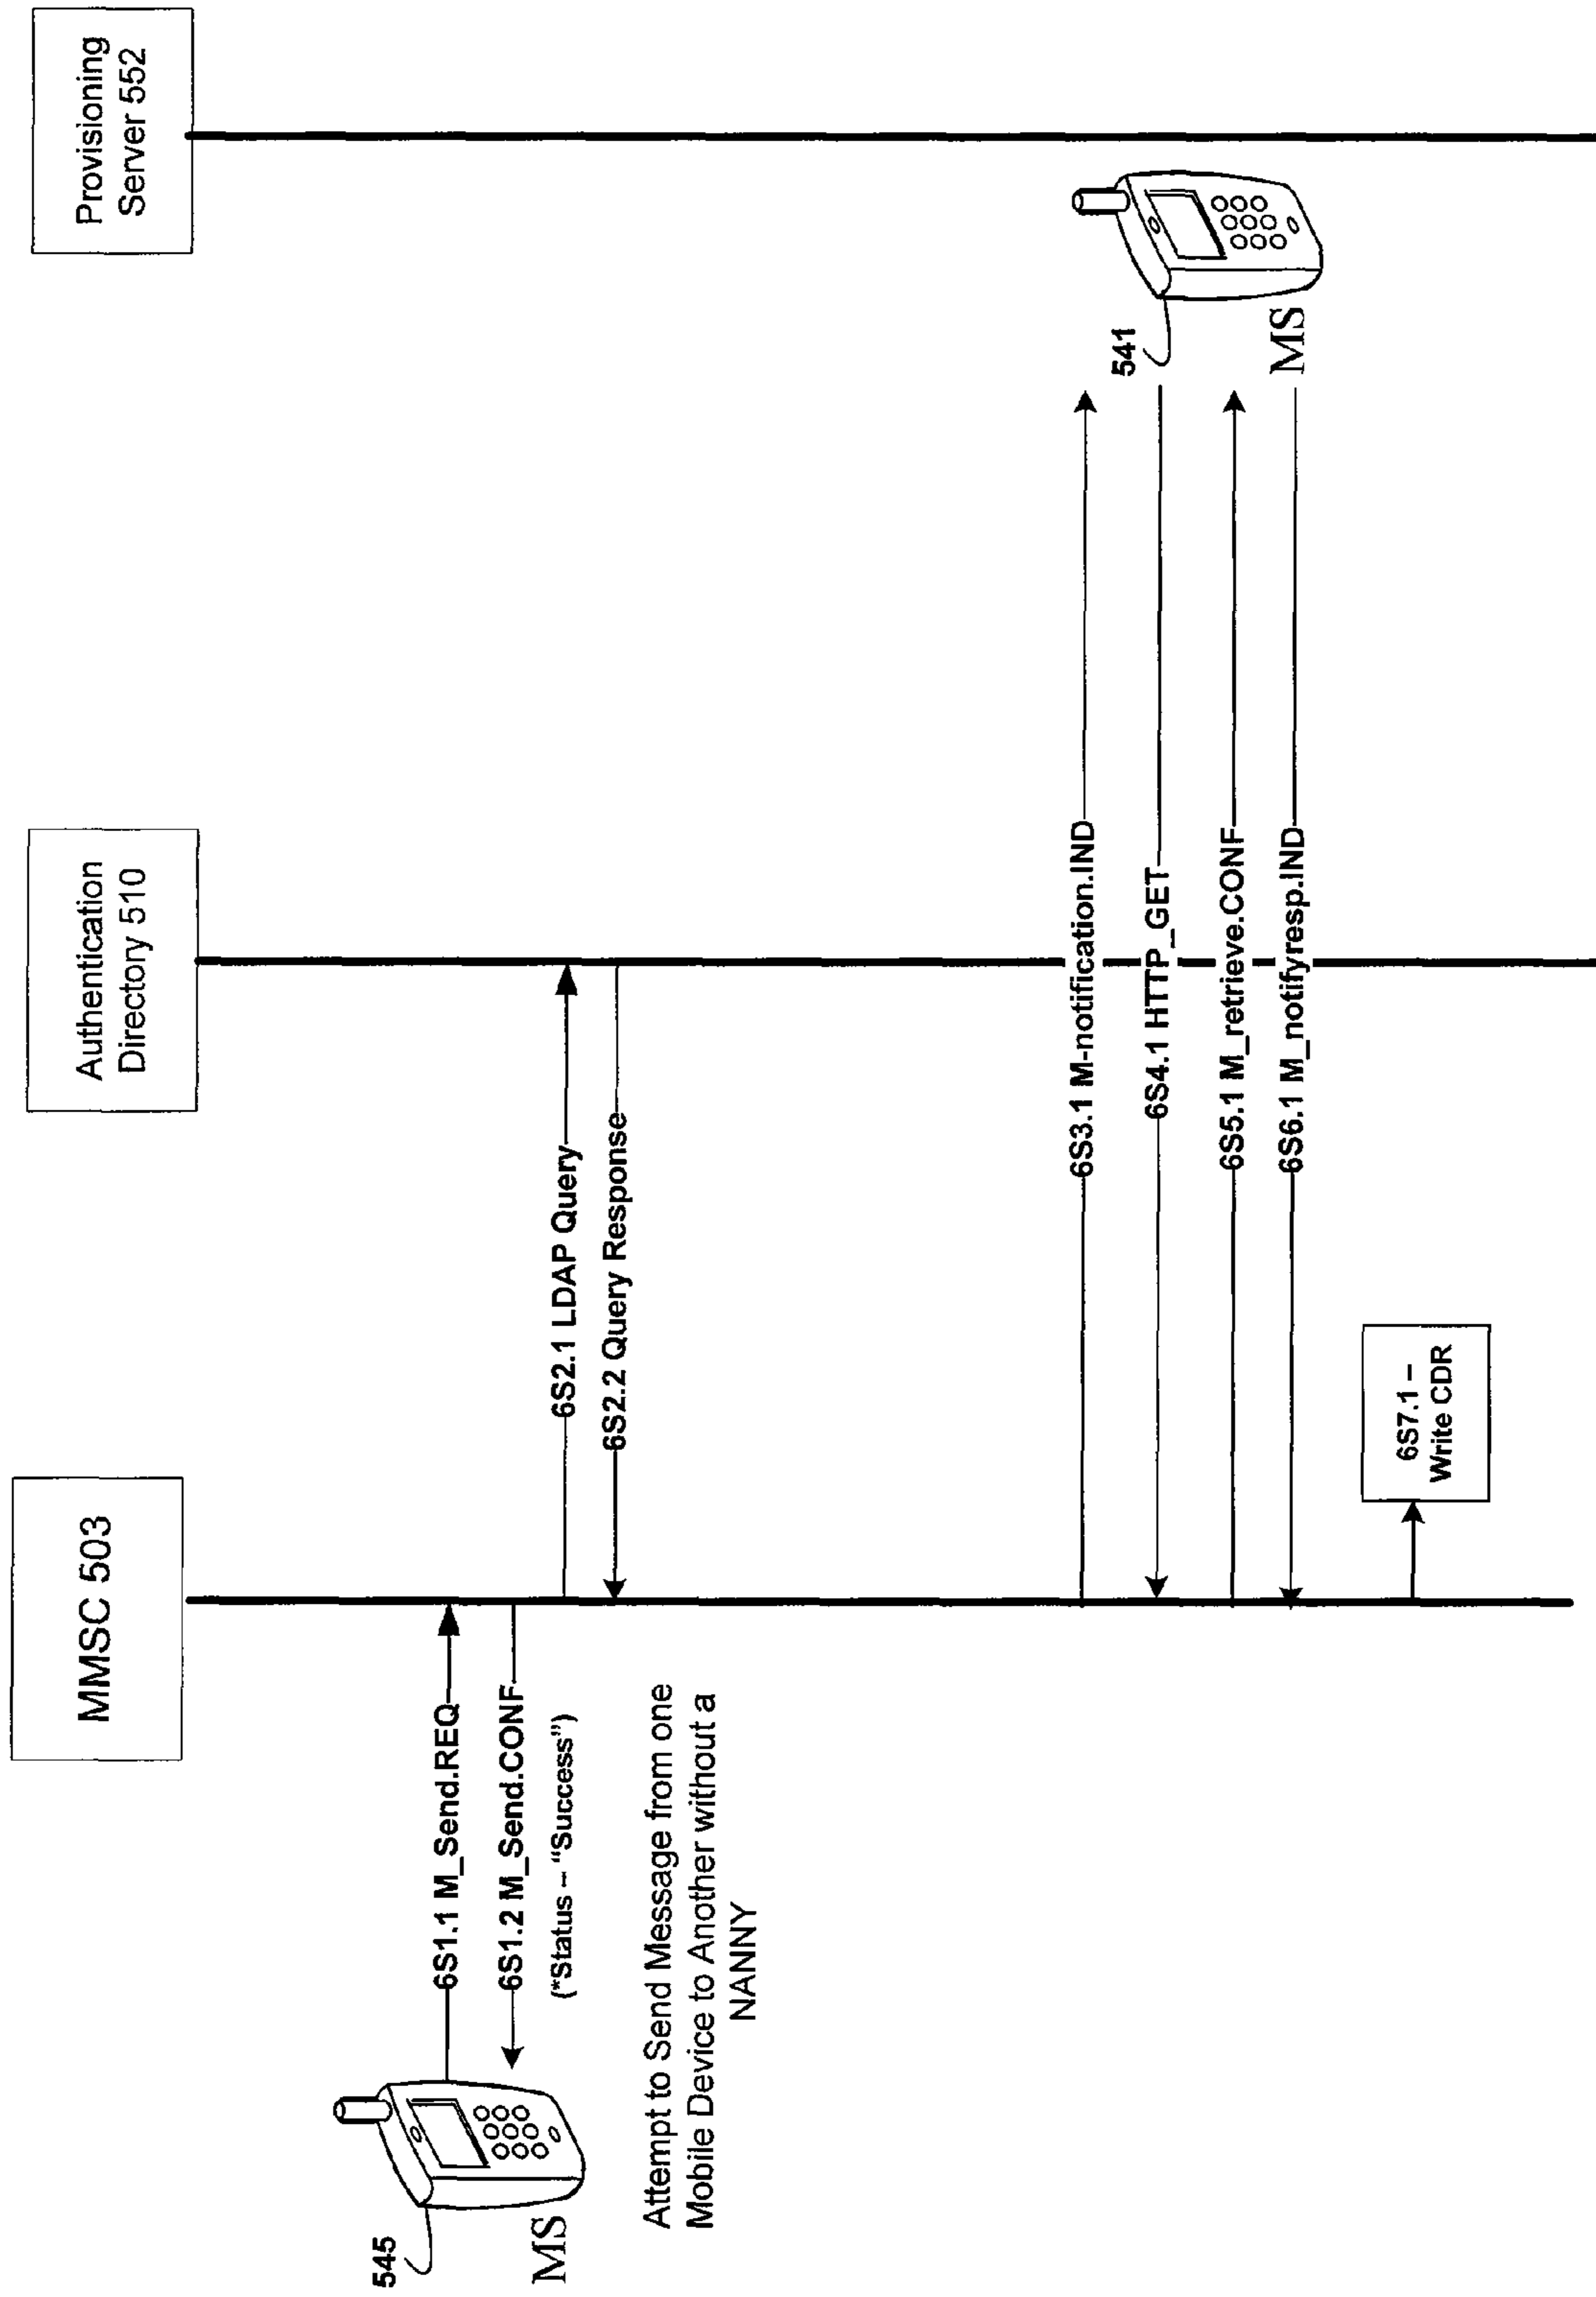 MMSC 503
Authentication
Directory 510
Provisioning
Server 552
545
MS
6S1.1 M_Send.REQ
6S1.2 M_Send.CONF
(*Status – “Success”)
Attempt to Send Message from one
Mobile Device to Another without a
NANNY
6S2.1 LDAP Query
6S2.2 Query Response
541
MS
6S3.1 M-notification.IND
6S4.1 HTTP_GET
6S5.1 M_retrieve.CONF
6S6.1 M_notifyresp.IND
6S7.1 –
Write CDR